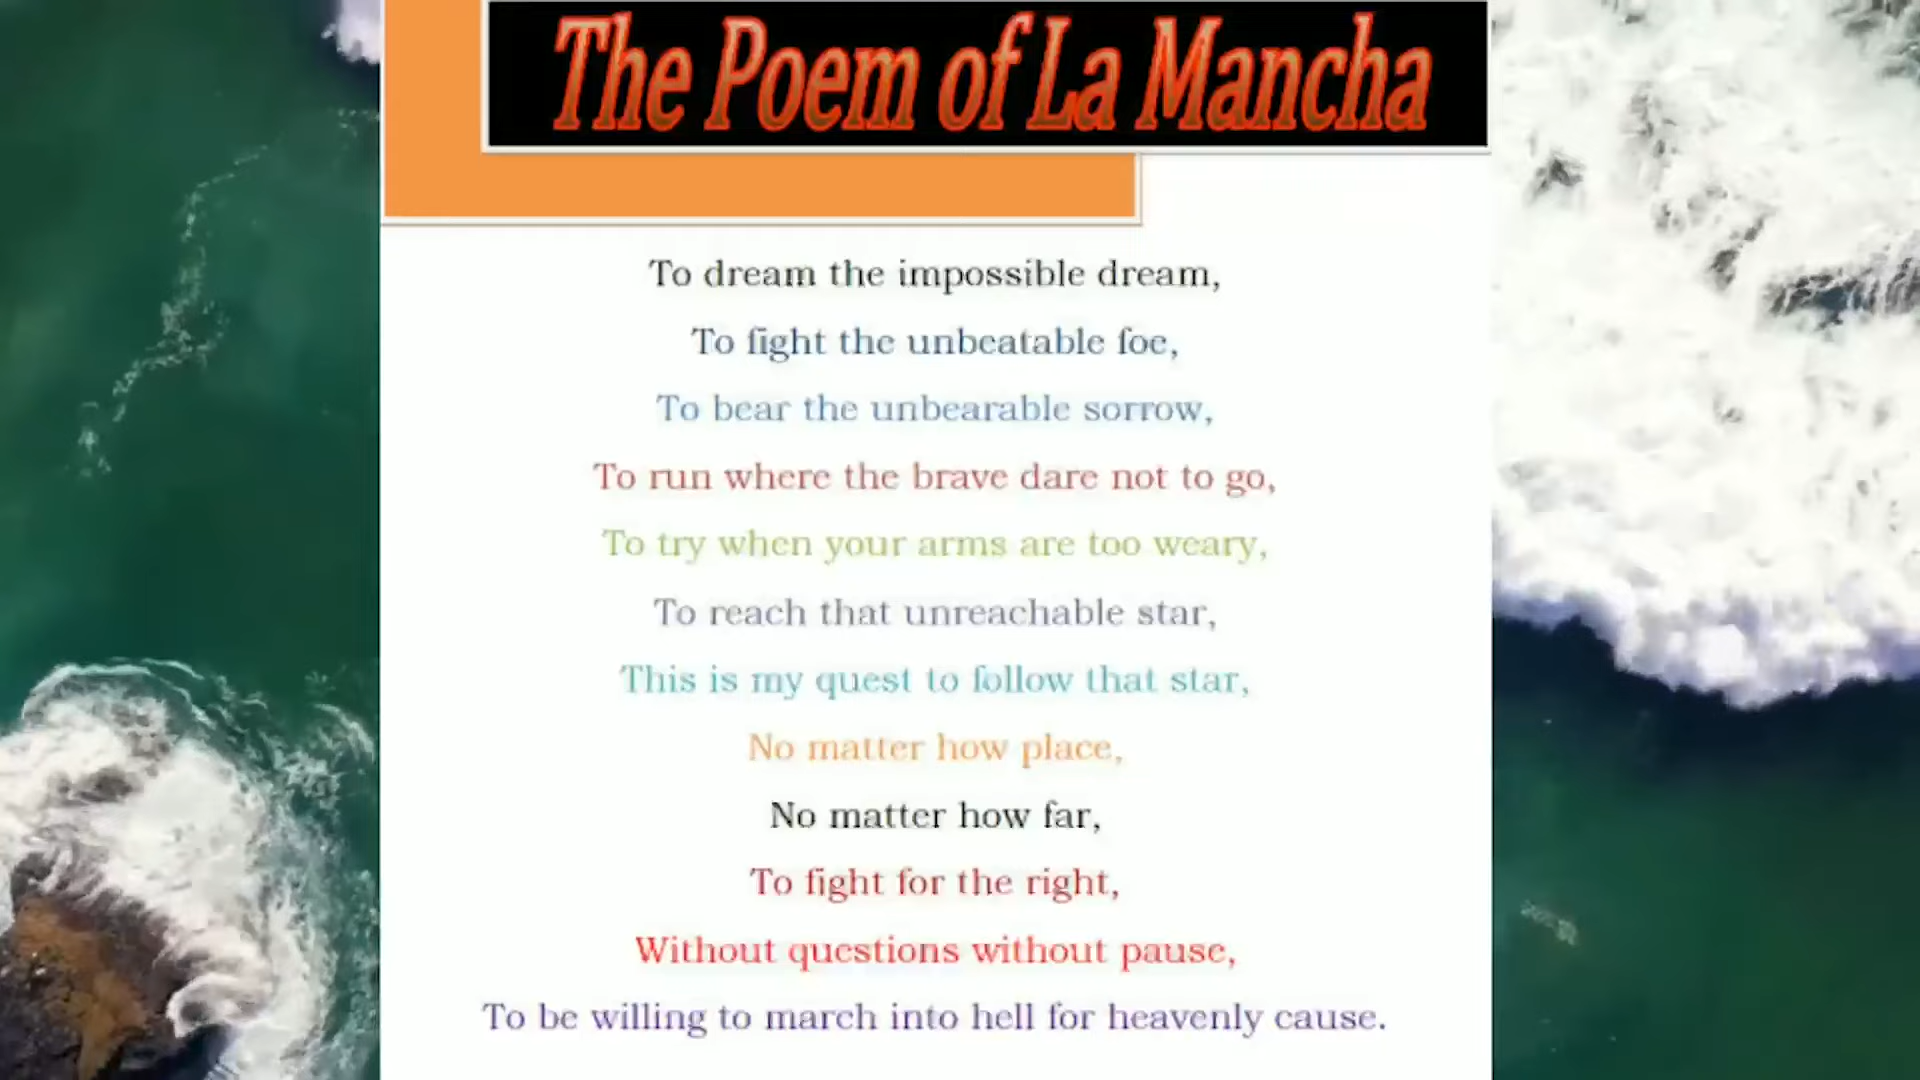 The Poem of La Mancha
To dream the impossible dream,
To fight the unbeatable foe,
To bear the unbearable sorrow,
To run where the brave dare not to go,
To try when your arms are too weary,
To reach that unreachable star,
This is my quest to follow that star,
No matter how place,
No matter how far,
To fight for the right,
Without questions without pause,
To be willing to march into hell for heavenly cause.